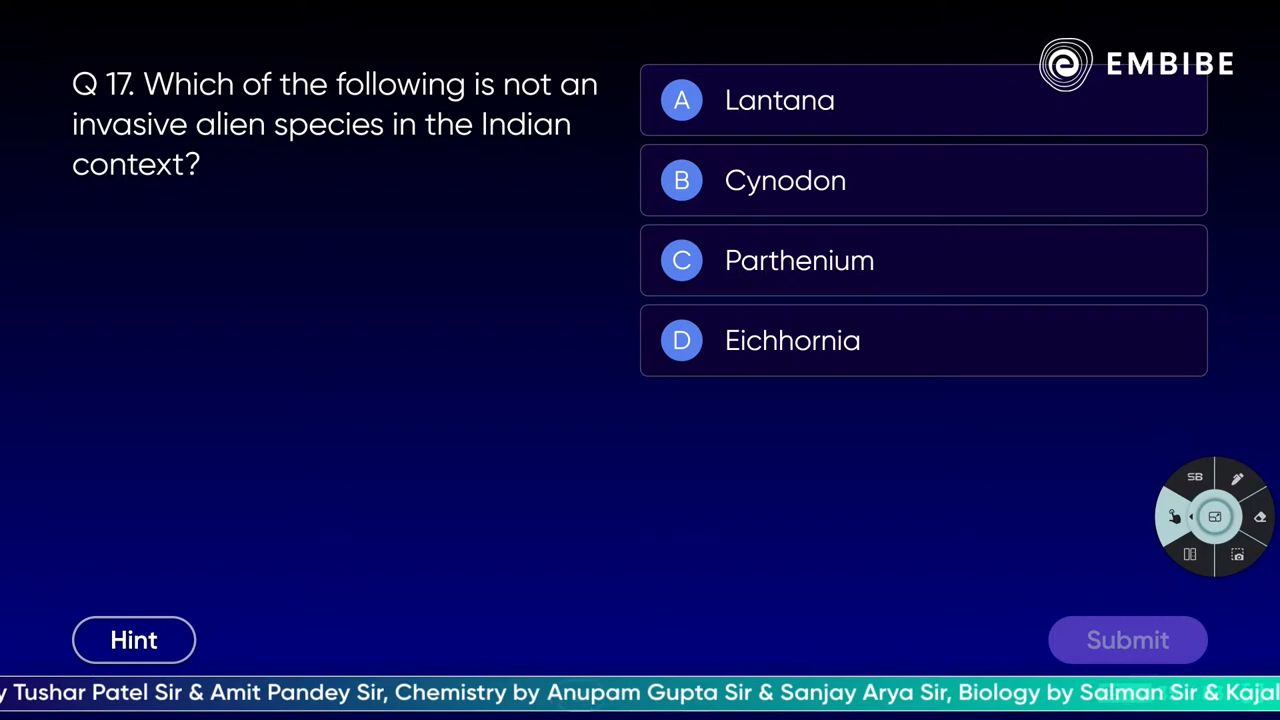 EMBIBE
Q 17. Which of the following is not an
invasive alien species in the Indian
context?
A Lantana
B Cynodon
C Parthenium
D Eichhornia
SB
Hint
Submit
Tushar Patel Sir & Amit Pandey Sir, Chemistry by Anupam Gupta Sir & Sanjay Arya Sir, Biology by Salman Sir & Kajal